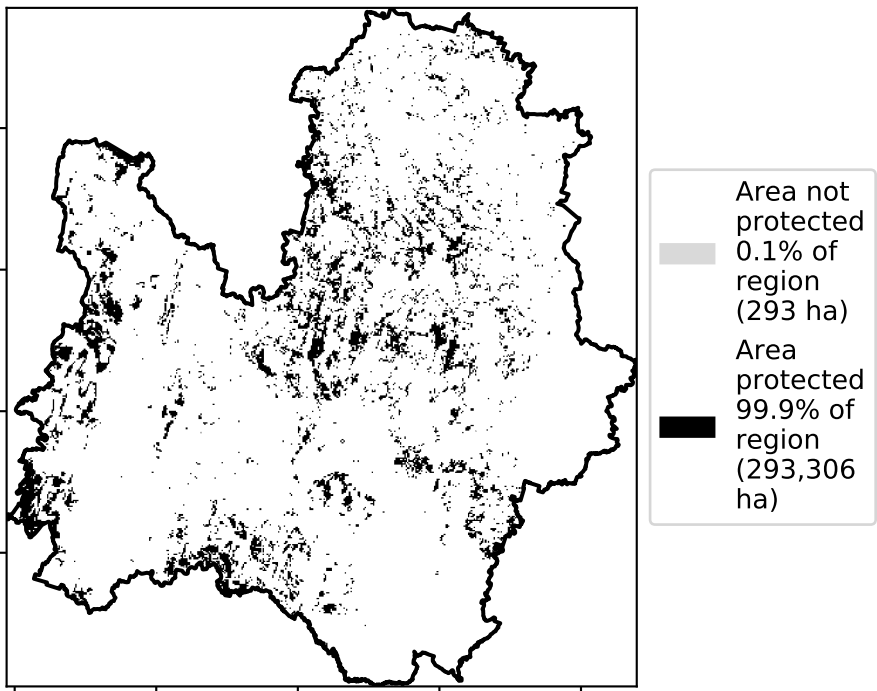 Area not
protected
0.1% of
region
(293 ha)
Area
protected
99.9% of
region
(293,306
ha)